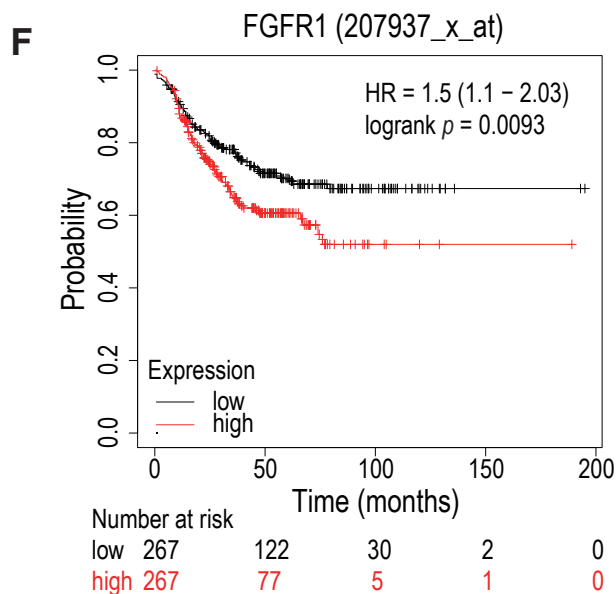 F
FGFR1 (207937_x_at)
HR = 1.5 (1.1 − 2.03)
logrank p = 0.0093
Probability
1.0
0.8
0.6
0.4
0.2
0.0
Expression
low
high
0 50 100 150 200
Time (months)
Number at risk
low 267 122 30 2 0
high 267 77 5 1 0